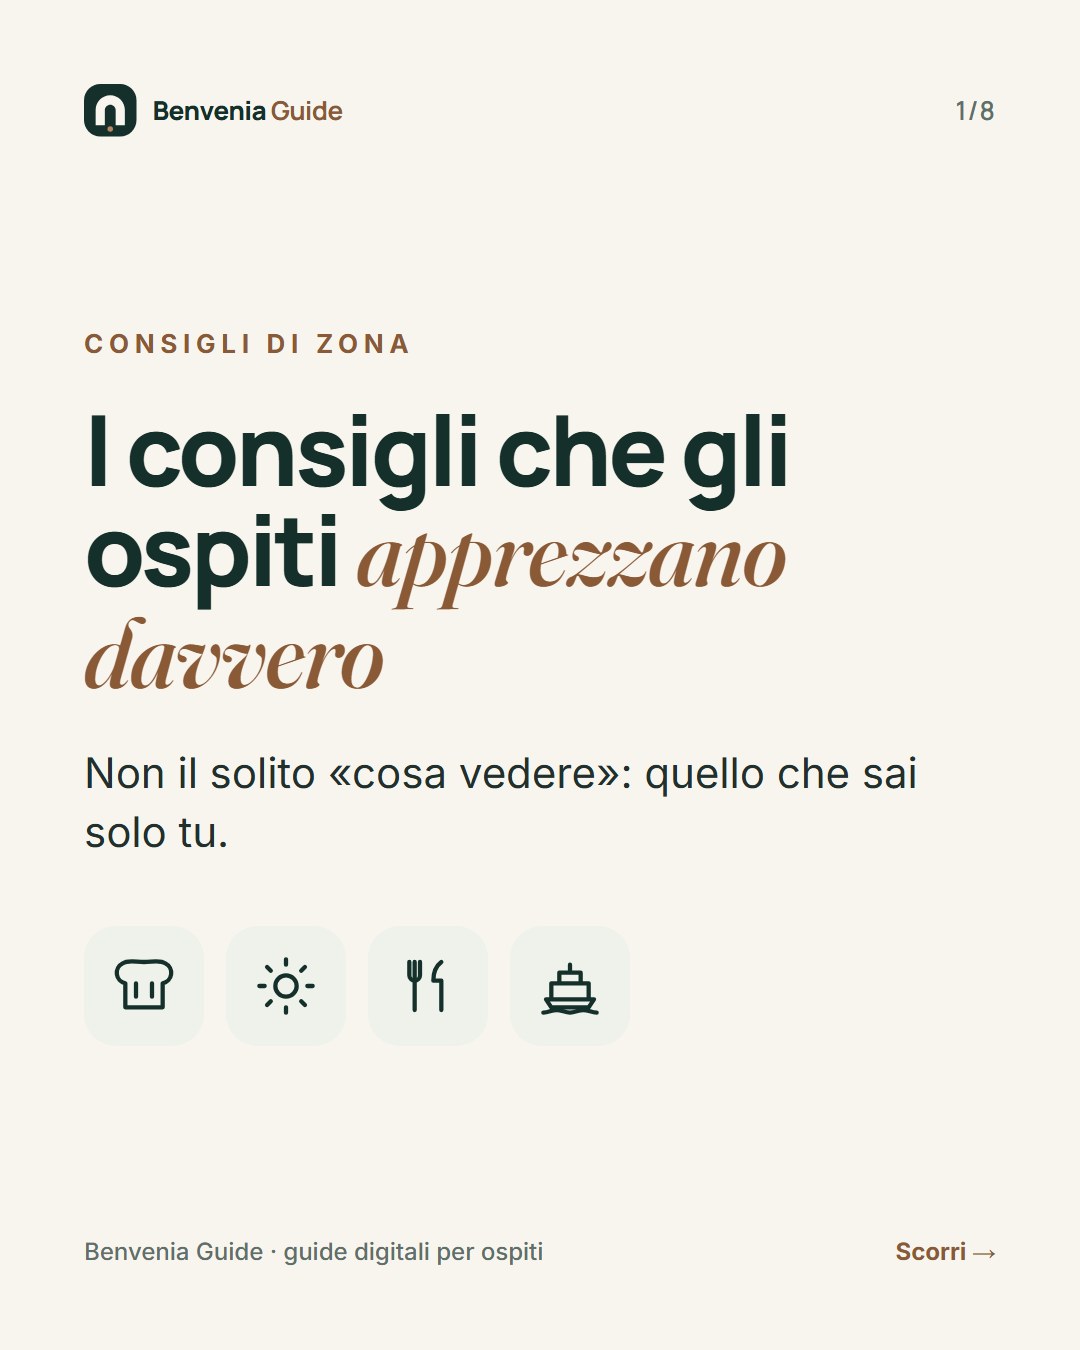 Benvenia Guide
1/8
CONSIGLI DI ZONA
I consigli che gli
ospiti apprezzano
davvero
Non il solito «cosa vedere»: quello che sai
solo tu.
Benvenia Guide · guide digitali per ospiti
Scorri →